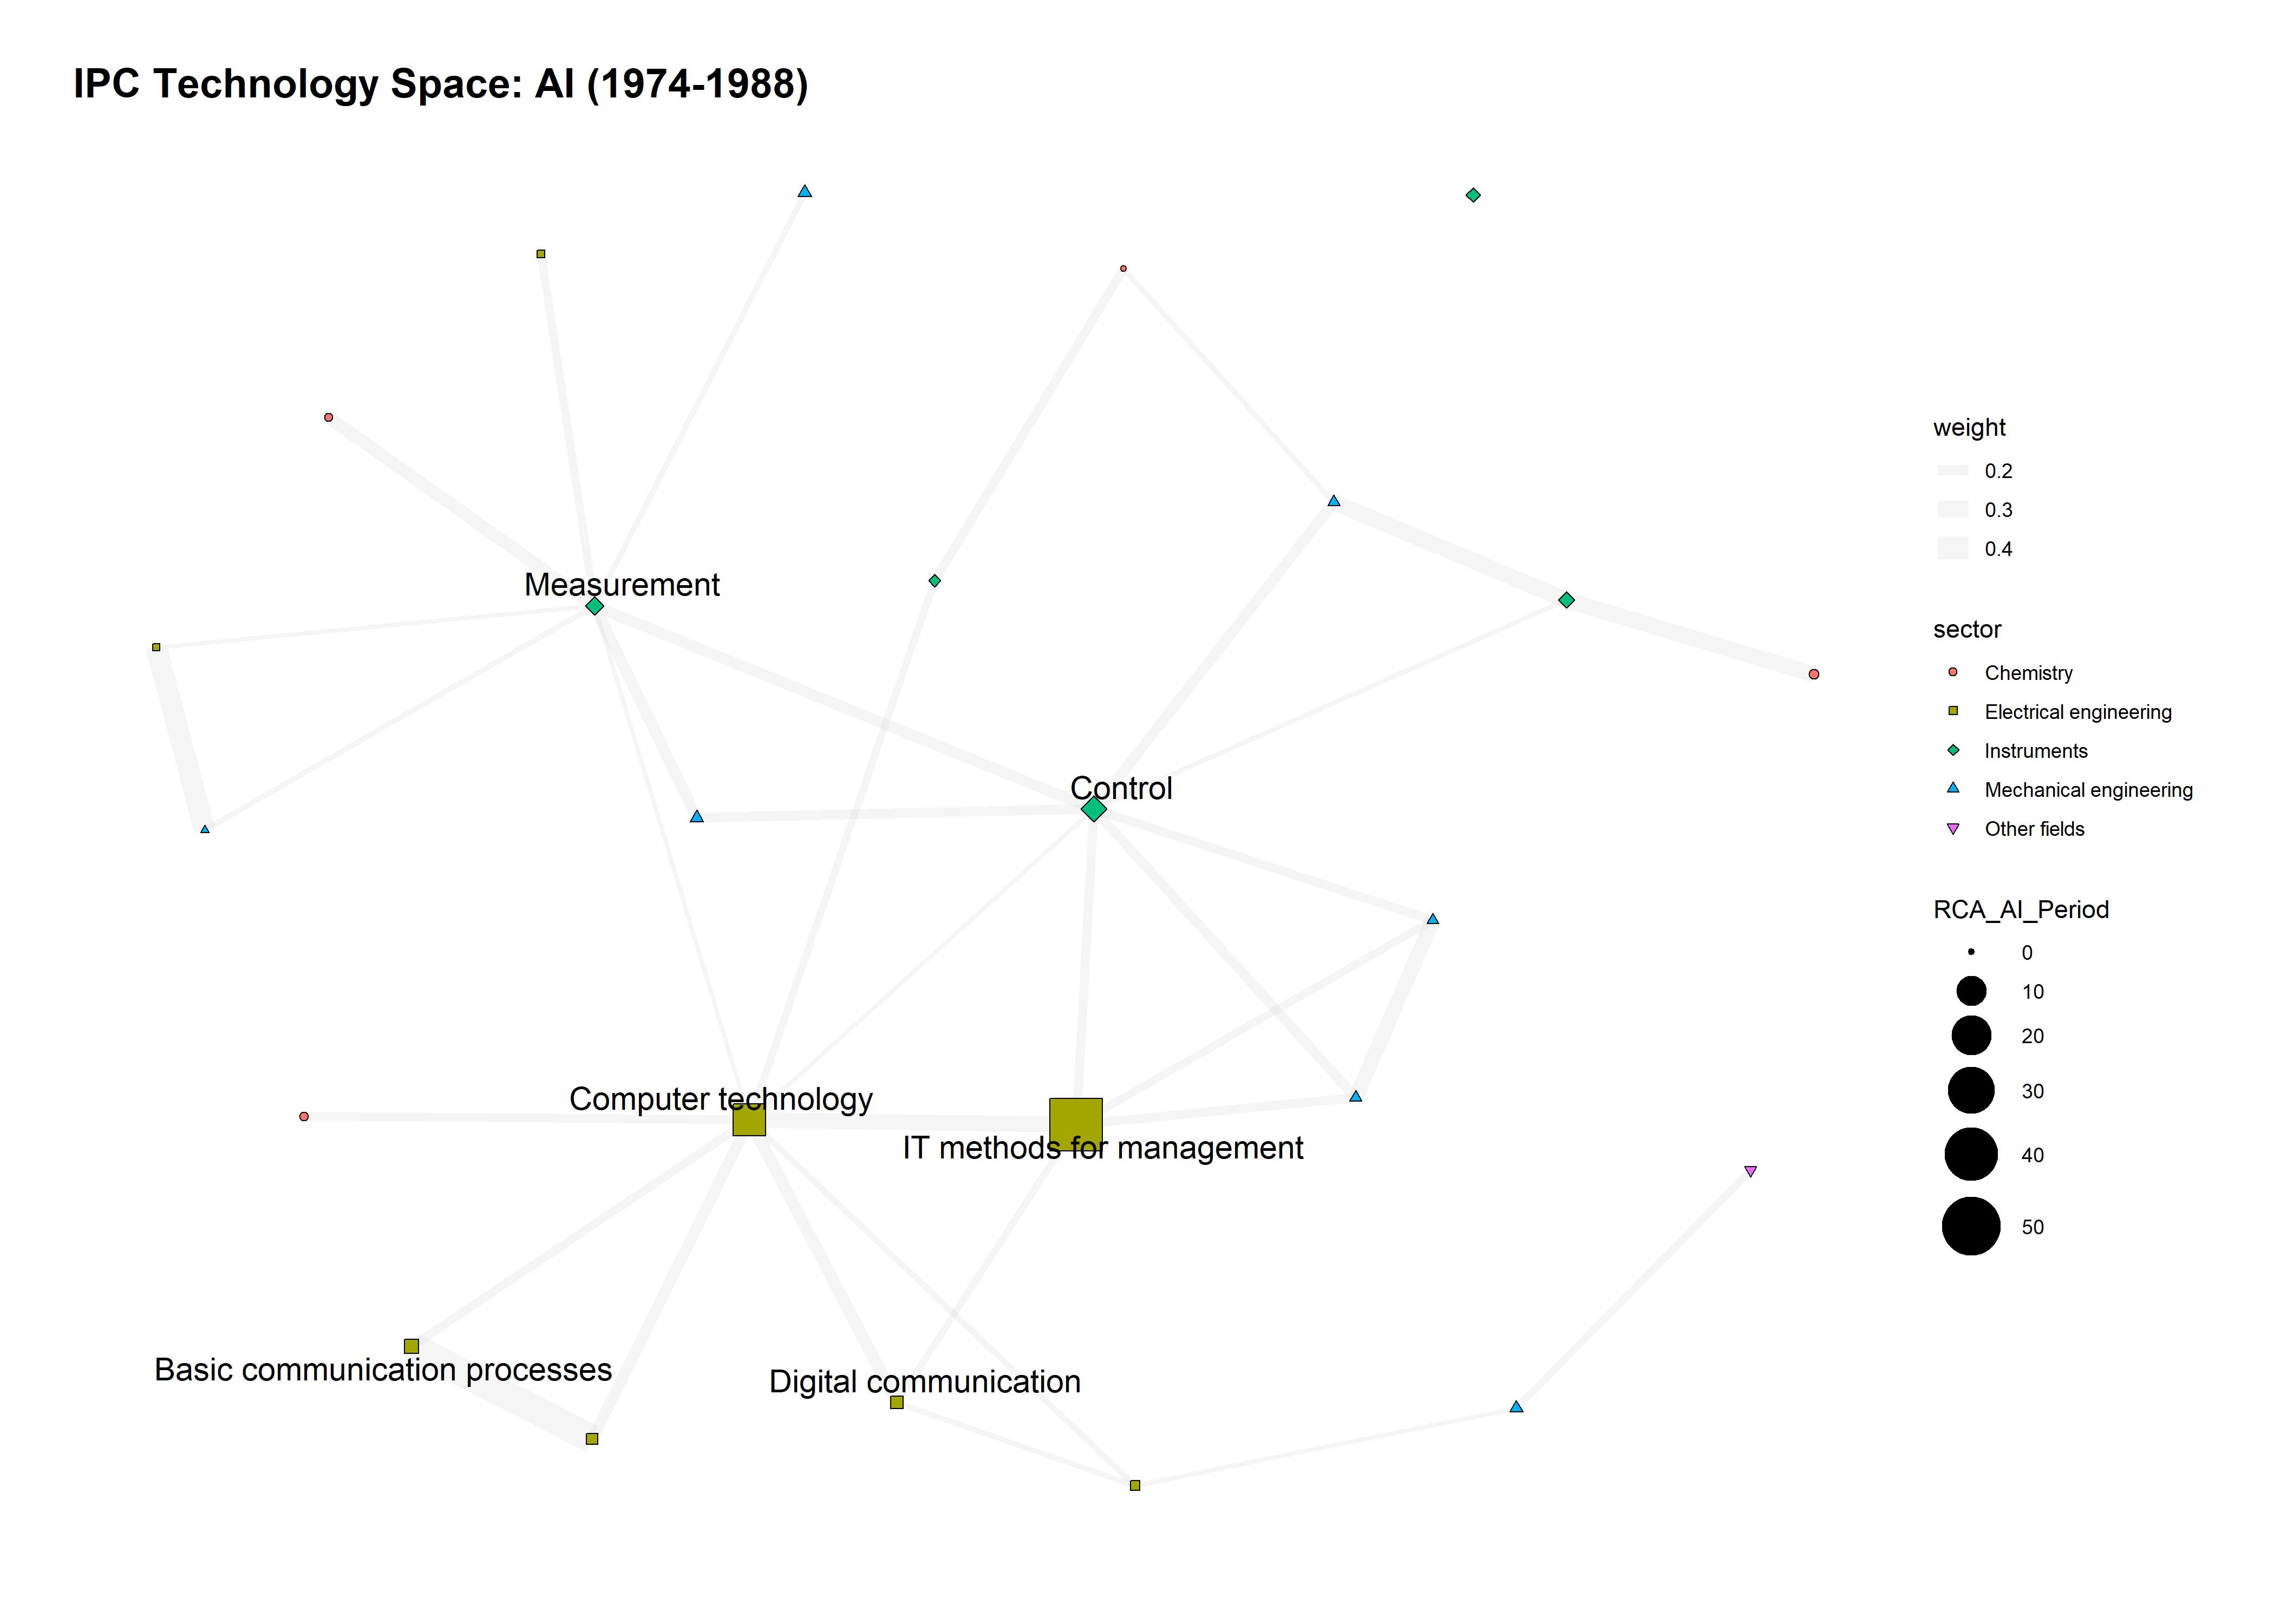 IPC Technology Space: AI (1974-1988)
Measurement
Control
Computer technology
IT methods for management
Basic communication processes
Digital communication
weight
0.2
0.3
0.4
sector
Chemistry
Electrical engineering
Instruments
Mechanical engineering
Other fields
RCA_AI_Period
0
10
20
30
40
50